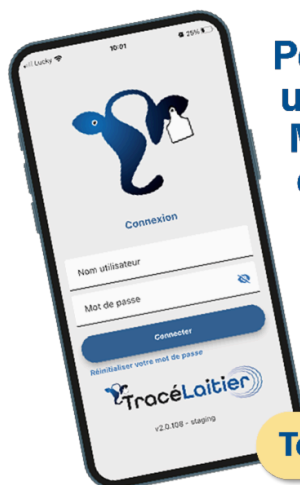 Lucky
10:01
25%
Connexion
Nom utilisateur
Mot de passe
Connecter
Réinitialiser votre mot de passe
TracéLaitier
v2.0.108 - staging